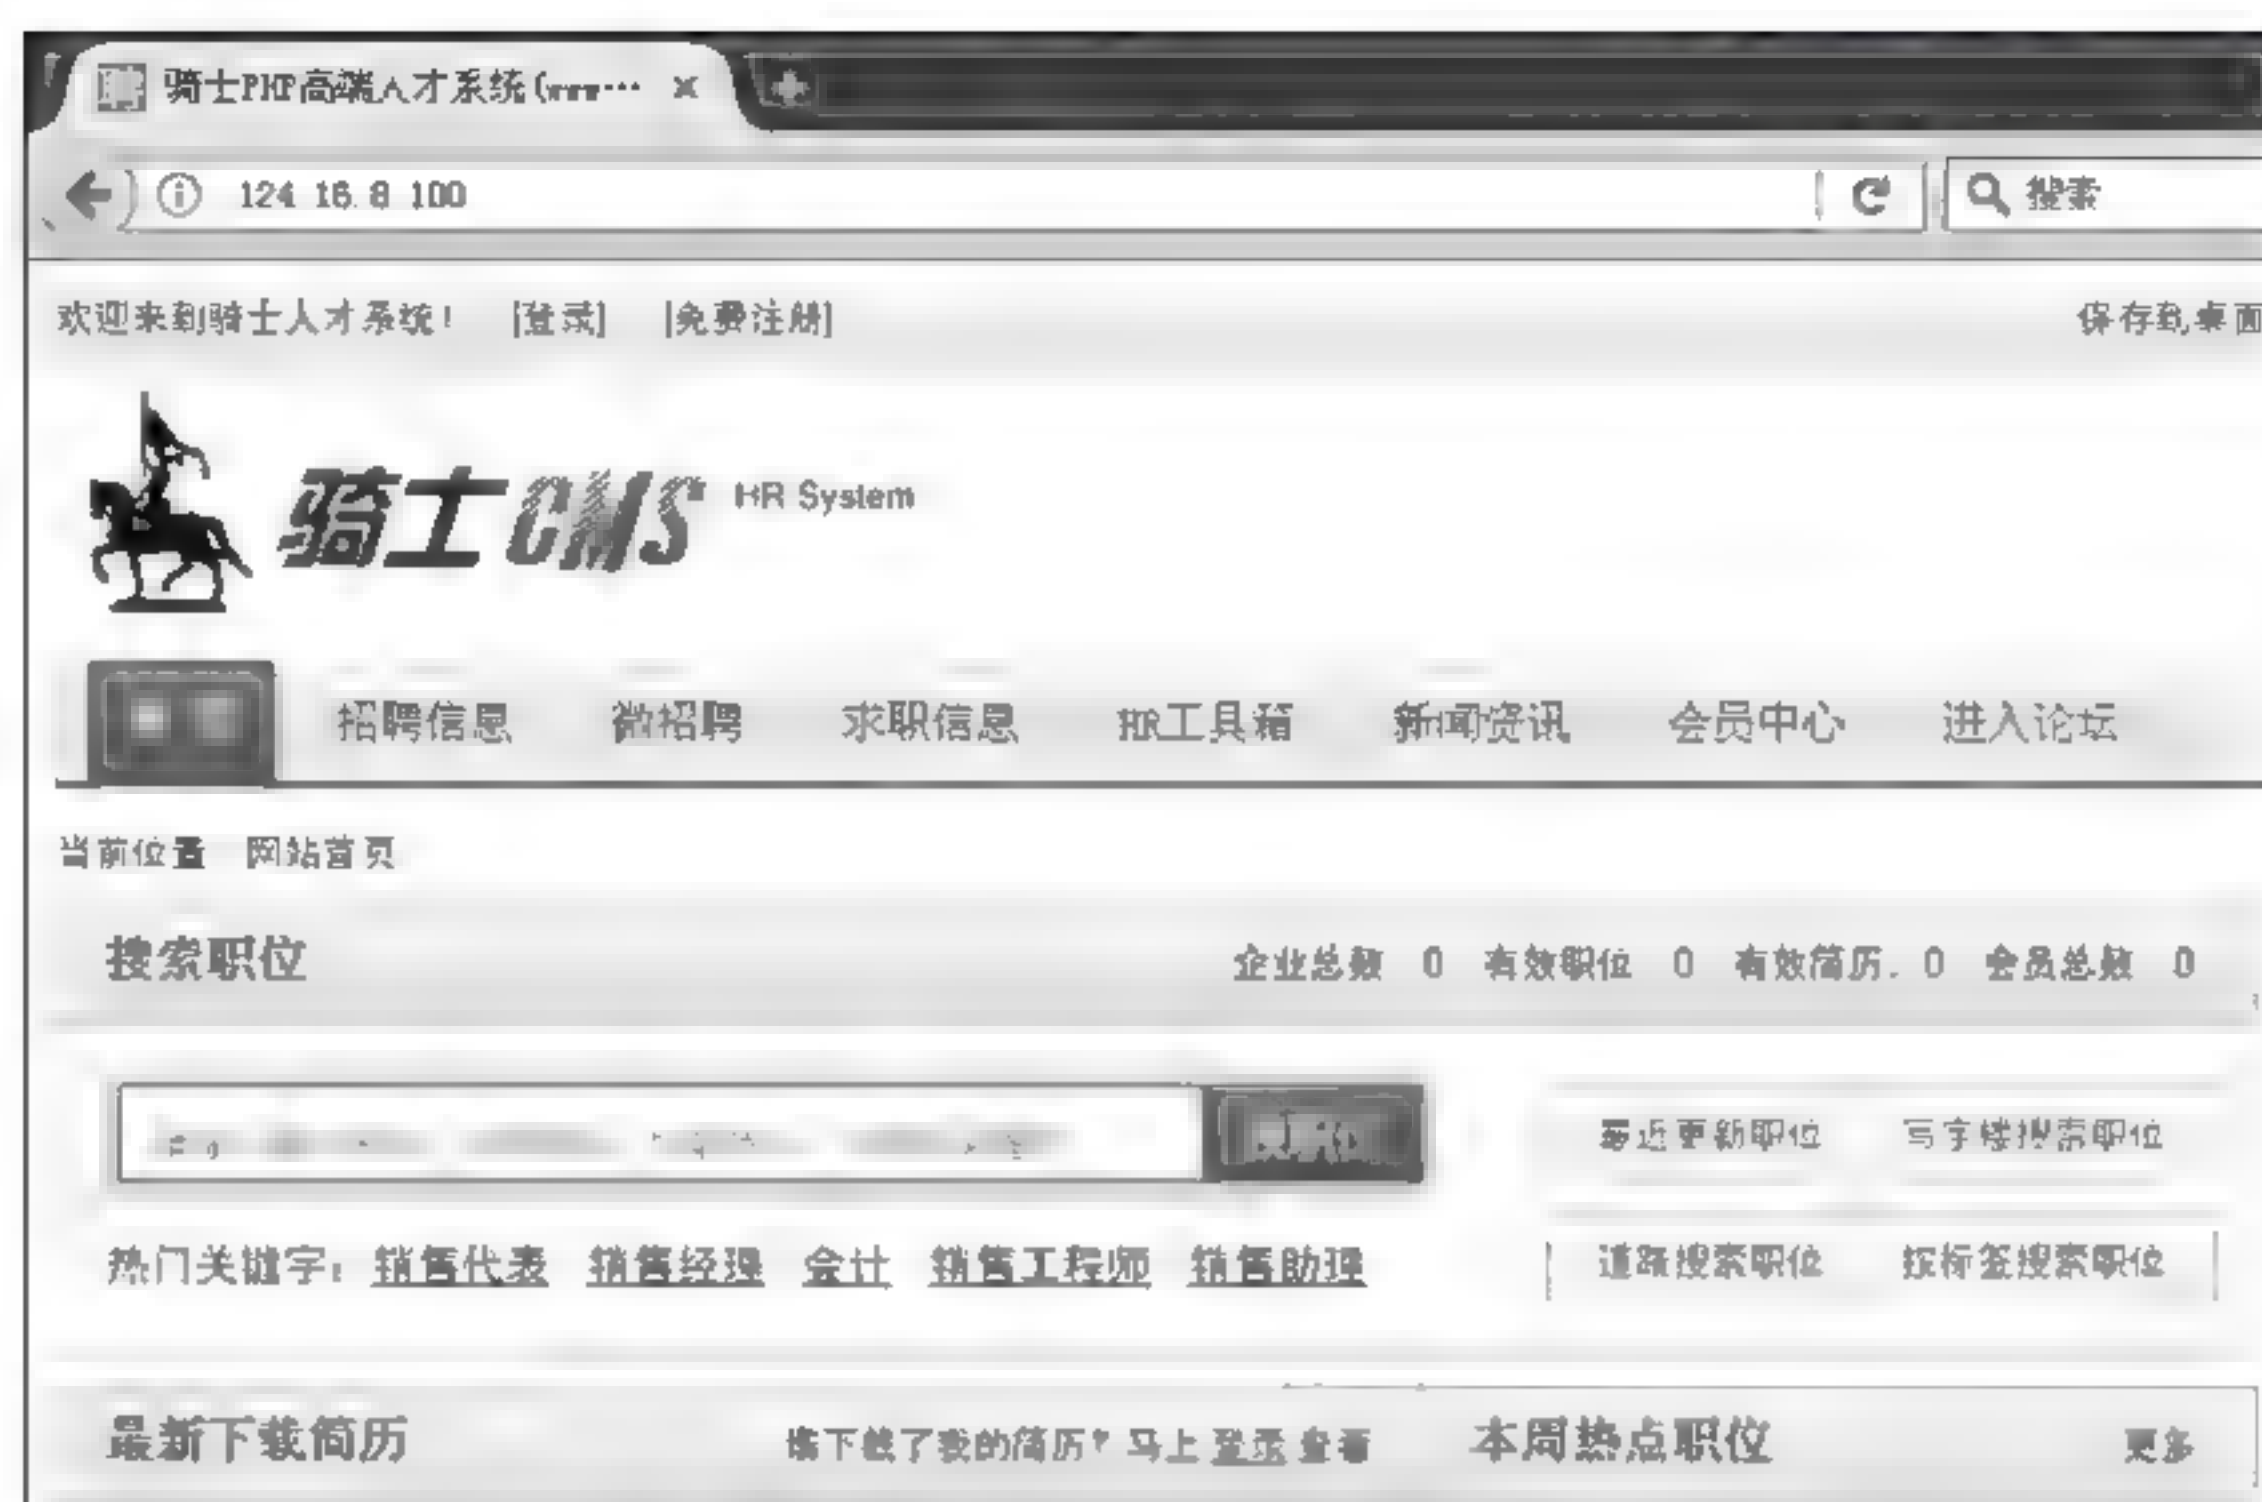 骑士PHP高端人才系统(www…
124.16.8.100
搜索
欢迎来到骑士人才系统! [登录] [免费注册] 保存到桌面
骑士CMS HR System
招聘信息 微招聘 求职信息 HR工具箱 新闻资讯 会员中心 进入论坛
当前位置 网站首页
搜索职位 企业总数 0 有效职位 0 有效简历: 0 会员总数 0
找职位 最近更新职位 写字楼搜索职位
热门关键字: 销售代表 销售经理 会计 销售工程师 销售助理 道路搜索职位 按标签搜索职位
最新下载简历 谁下载了我的简历? 马上 登录 查看 本周热点职位 更多